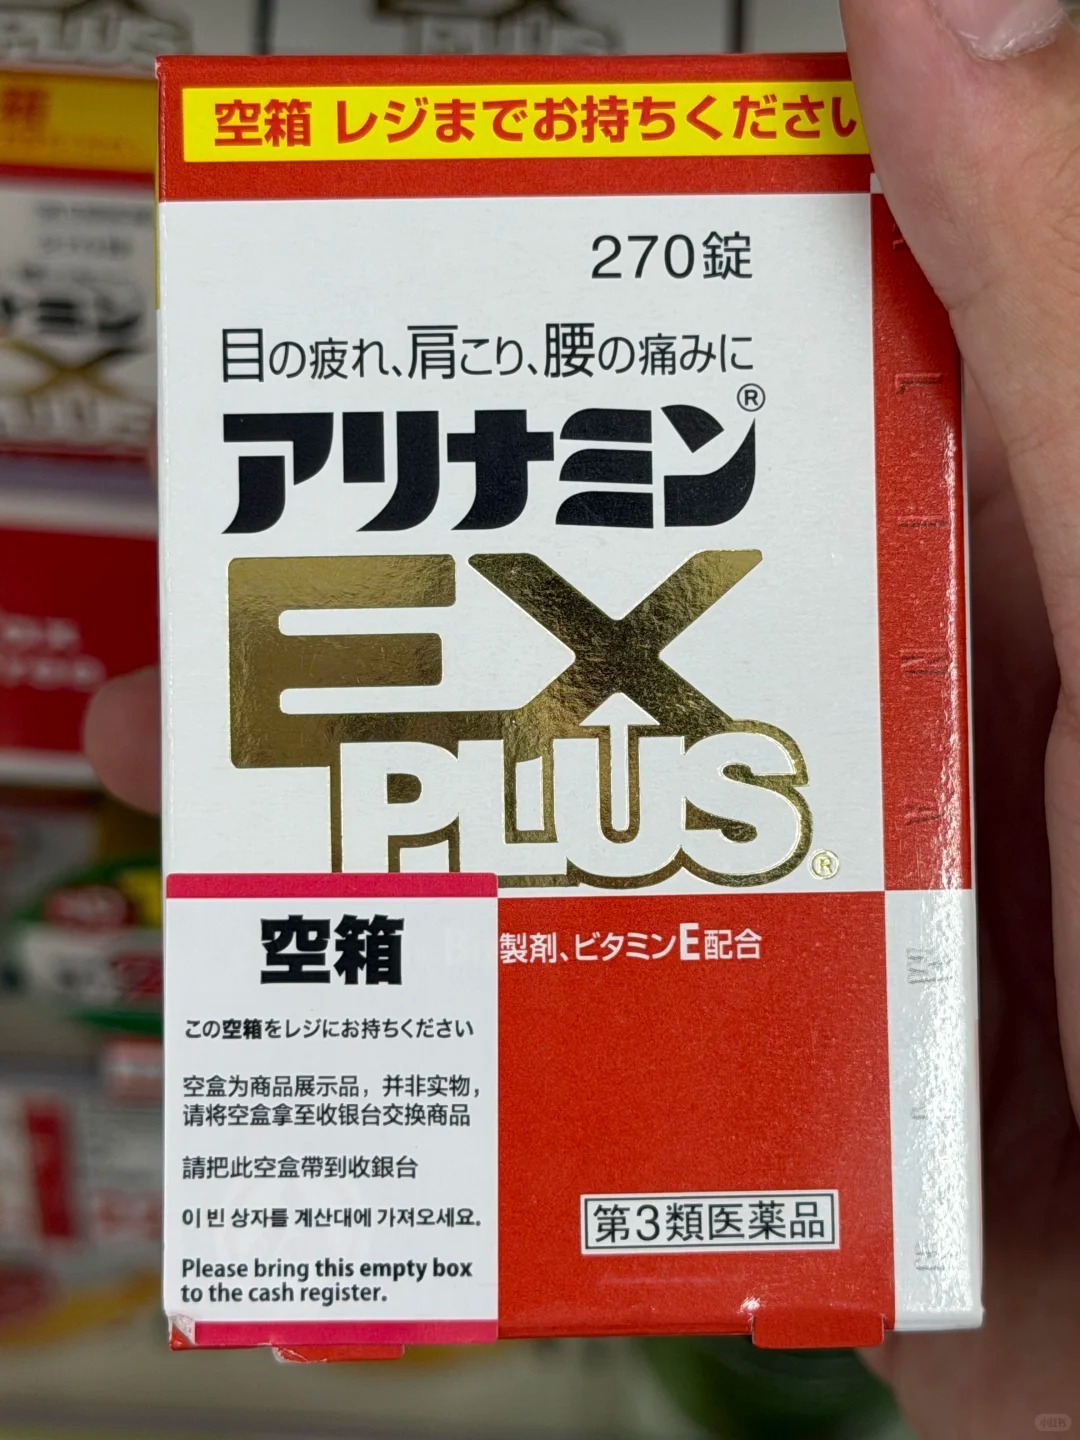 空箱 レジまでお持ちください
270錠
目の疲れ、肩こり、腰の痛みに
アリナミン®
EX
PLUS®
製剤、ビタミンE配合
空箱
この空箱をレジにお持ちください
空盒为商品展示品，并非实物，
请将空盒拿至收银台交换商品
請把此空盒帶到收銀台
이 빈 상자를 계산대에 가져오세요.
Please bring this empty box
to the cash register.
第3類医薬品
小红书